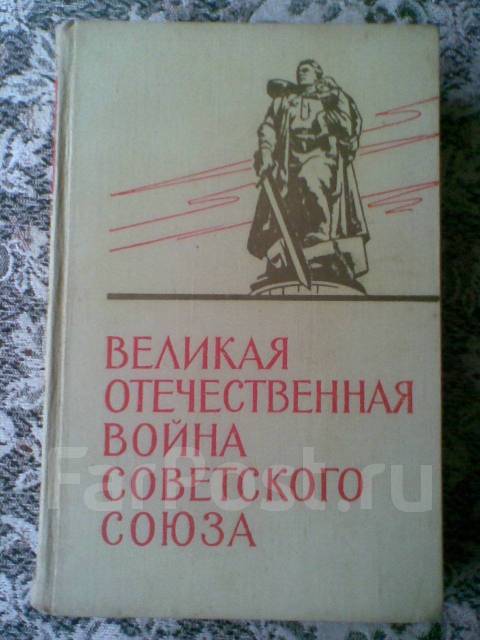 ВЕЛИКАЯ
ОТЕЧЕСТВЕННАЯ
ВОЙНА
СОВЕТСКОГО
СОЮЗА
FarPost.ru